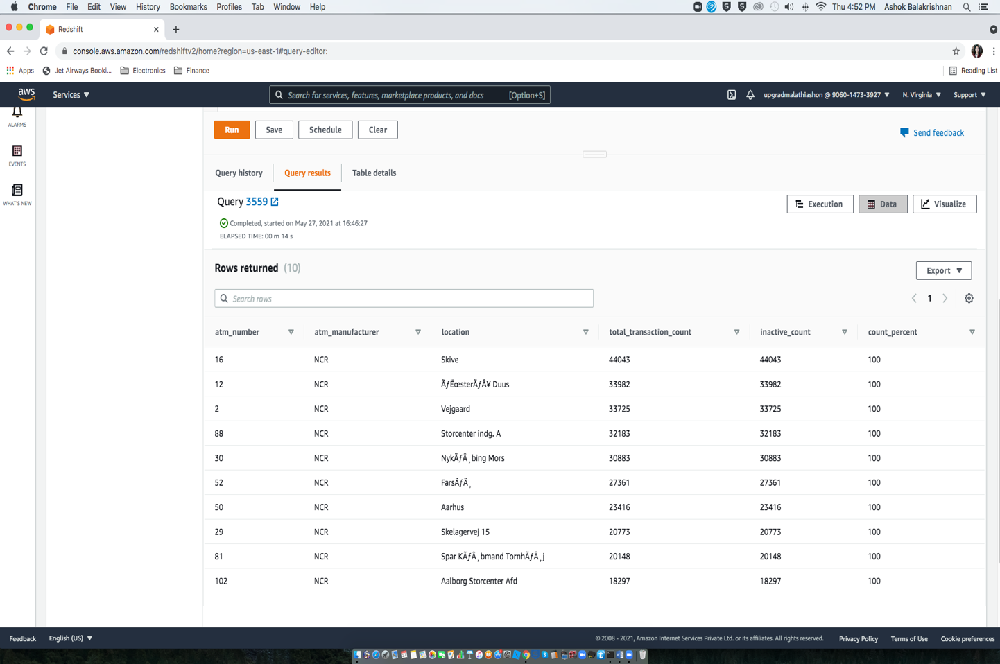 Chrome File Edit View History Bookmarks Profiles Tab Window Help Thu 4:52 PM Ashok Balakrishnan
Redshift
console.aws.amazon.com/redshiftv2/home?region=us-east-1#query-editor:
Apps Jet Airways Booki... Electronics Finance Reading List
aws Services ▼ Search for services, features, marketplace products, and docs [Option+S] upgradmalathiashon @ 9060-1473-3927 ▼ N. Virginia ▼ Support ▼
ALARMS
EVENTS
WHAT'S NEW
Run Save Schedule Clear Send feedback
Query history Query results Table details
Query 3559 Execution Data Visualize
Completed, started on May 27, 2021 at 16:46:27
ELAPSED TIME: 00 m 14 s
Rows returned (10) Export ▼
Search rows 1
atm_number atm_manufacturer location total_transaction_count inactive_count count_percent
16 NCR Skive 44043 44043 100
12 NCR ÃƒËœsterÃƒÂ¥ Duus 33982 33982 100
2 NCR Vejgaard 33725 33725 100
88 NCR Storcenter indg. A 32183 32183 100
30 NCR NykÃƒÂ¸bing Mors 30883 30883 100
52 NCR FarsÃƒÂ¸ 27361 27361 100
50 NCR Aarhus 23416 23416 100
29 NCR Skelagervej 15 20773 20773 100
81 NCR Spar KÃƒÂ¸bmand TornhÃƒÂ¸j 20148 20148 100
102 NCR Aalborg Storcenter Afd 18297 18297 100
Feedback English (US) ▼ © 2008 - 2021, Amazon Internet Services Private Ltd. or its affiliates. All rights reserved. Privacy Policy Terms of Use Cookie preferences